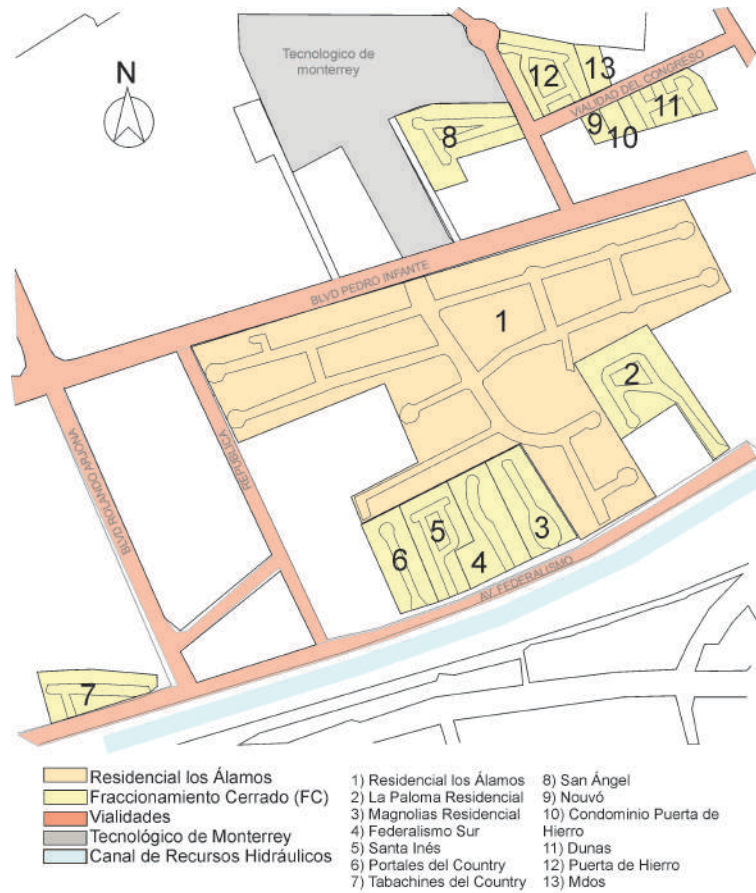 Tecnologico de
monterrey
N
12
13
VIALIDAD DEL CONGRESO
11
9
10
8
BLVD PEDRO INFANTE
1
2
BLVD ROLANDO ARJONA
REPUBLICA
3
4
5
6
AV. FEDERALISMO
7
Residencial los Álamos
Fraccionamiento Cerrado (FC)
Vialidades
Tecnológico de Monterrey
Canal de Recursos Hidráulicos
1) Residencial los Álamos
2) La Paloma Residencial
3) Magnolias Residencial
4) Federalismo Sur
5) Santa Inés
6) Portales del Country
7) Tabachines del Country
8) San Ángel
9) Nouvó
10) Condominio Puerta de
Hierro
11) Dunas
12) Puerta de Hierro
13) Mdos